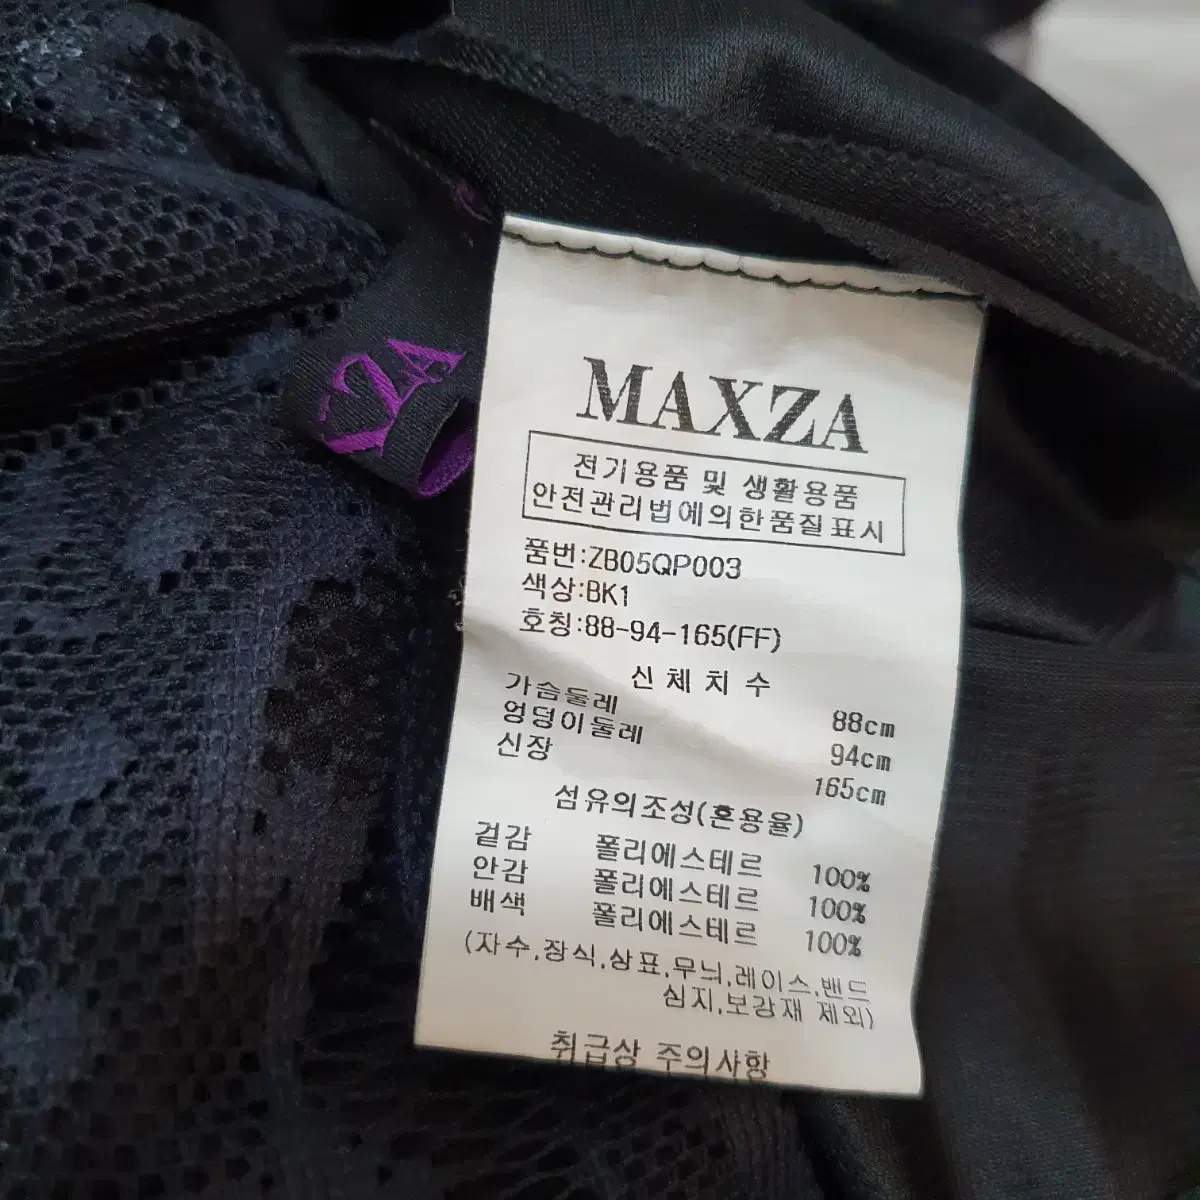 ZA
MAXZA
전기용품 및 생활용품
안전관리법에의한품질표시
품번:ZB05QP003
색상:BK1
호칭:88-94-165(FF)
신체치수
가슴둘레 88cm
엉덩이둘레 94cm
신장 165cm
섬유의조성(혼용율)
겉감 폴리에스테르 100%
안감 폴리에스테르 100%
배색 폴리에스테르 100%
(자수,장식,상표,무늬,레이스,밴드
심지,보강재 제외)
취급상 주의사항